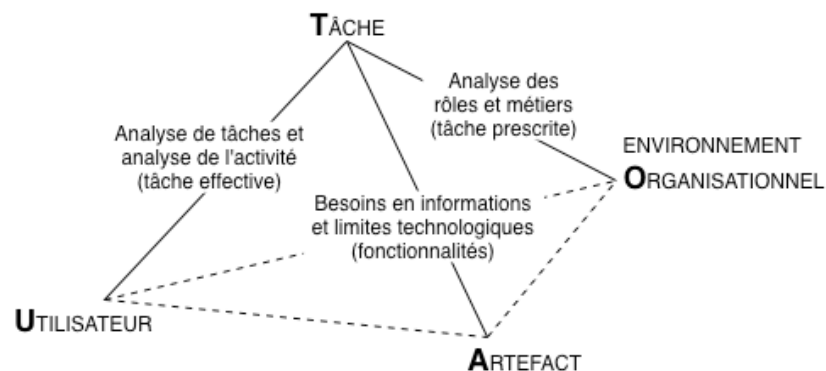 TÂCHE
Analyse des
rôles et métiers
(tâche prescrite)
Analyse de tâches et
analyse de l'activité
(tâche effective)
ENVIRONNEMENT
ORGANISATIONNEL
Besoins en informations
et limites technologiques
(fonctionnalités)
UTILISATEUR
ARTEFACT